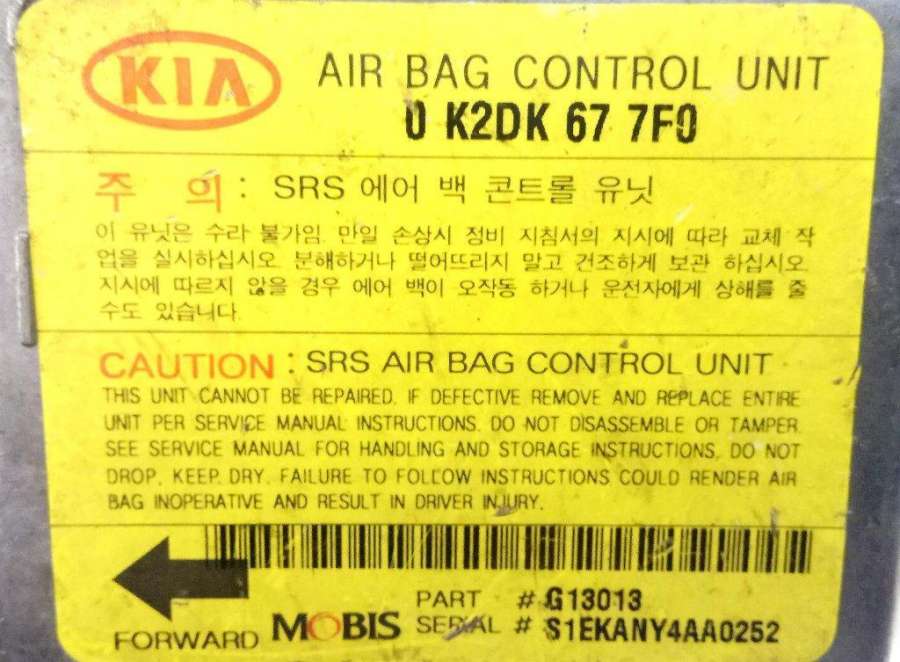 KIA
AIR BAG CONTROL UNIT
0 K2DK 67 7F0
주 의 : SRS 에어 백 콘트롤 유닛
이 유닛은 수라 불가임. 만일 손상시 정비 지침서의 지시에 따라 교체 작
업을 실시하십시오. 분해하거나 떨어뜨리지 말고 건조하게 보관 하십시오.
지시에 따르지 않을 경우 에어 백이 오작동 하거나 운전자에게 상해를 줄
수도 있습니다.
CAUTION : SRS AIR BAG CONTROL UNIT
THIS UNIT CANNOT BE REPAIRED. IF DEFECTIVE REMOVE AND REPLACE ENTIRE
UNIT PER SERVICE MANUAL INSTRUCTIONS. DO NOT DISASSEMBLE OR TAMPER.
SEE SERVICE MANUAL FOR HANDLING AND STORAGE INSTRUCTIONS. DO NOT
DROP, KEEP DRY. FAILURE TO FOLLOW INSTRUCTIONS COULD RENDER AIR
BAG INOPERATIVE AND RESULT IN DRIVER INJURY.
FORWARD
MOBIS
PART # G13013
SERIAL # S1EKANY4AA0252